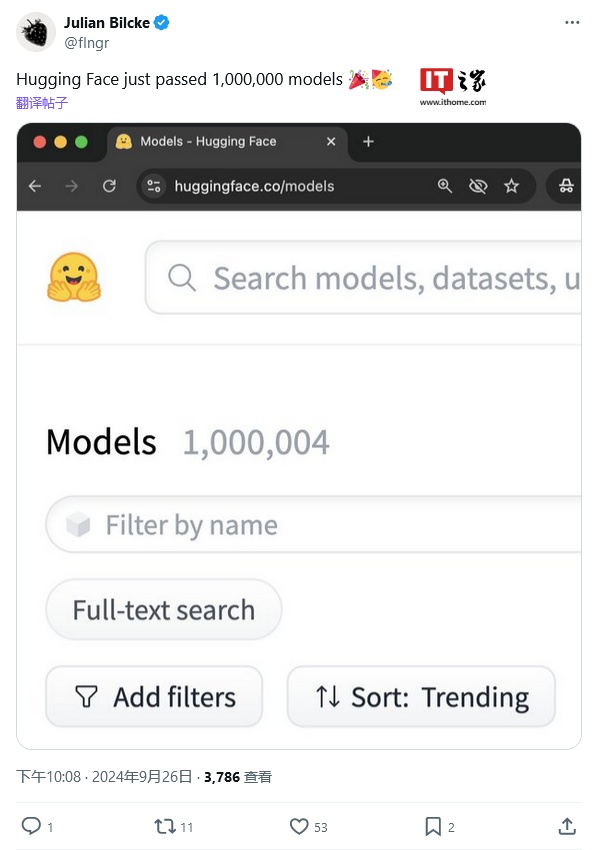 Julian Bilcke
@flngr
Hugging Face just passed 1,000,000 models 🎉🥳
IT之家
www.ithome.com
翻译帖子
Models - Hugging Face
huggingface.co/models
Search models, datasets, u
Models 1,000,004
Filter by name
Full-text search
Add filters
Sort: Trending
下午10:08 · 2024年9月26日 · 3,786 查看
1 11 53 2